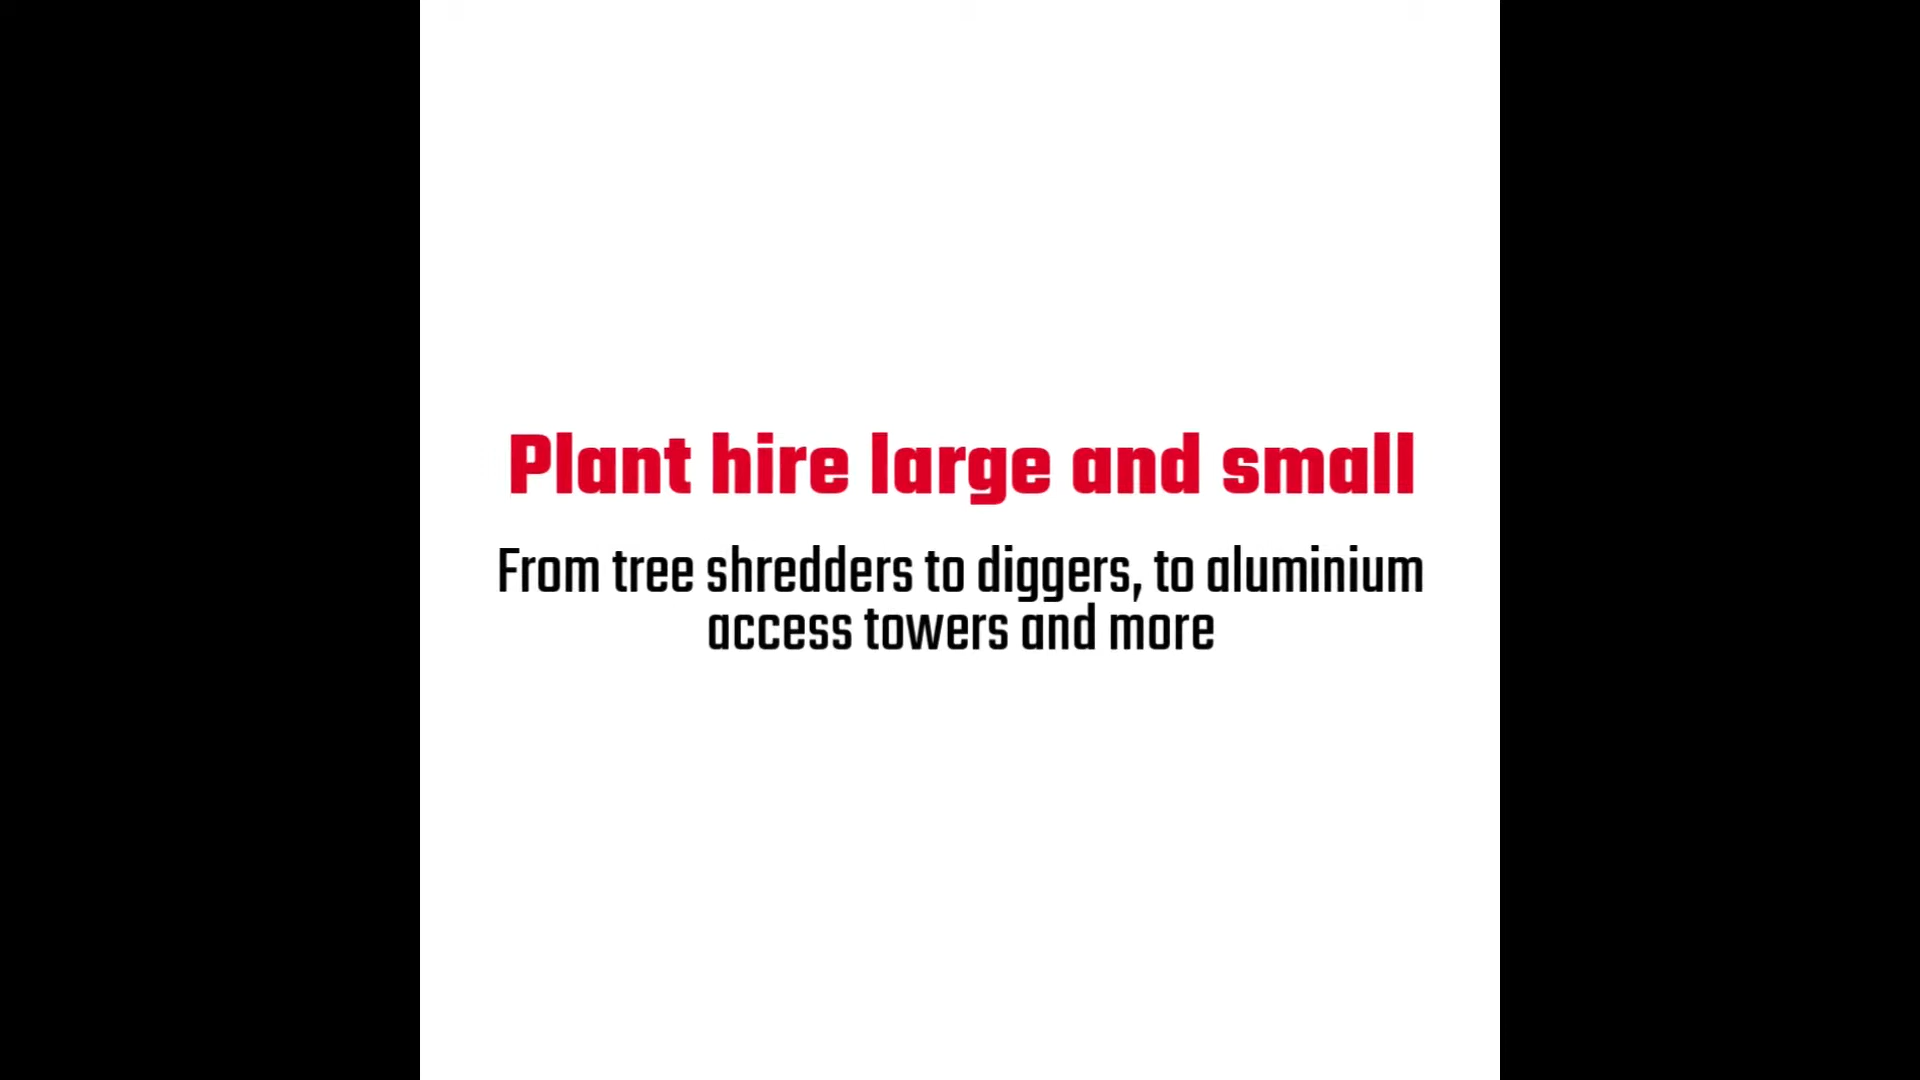 Plant hire large and small
From tree shredders to diggers, to aluminium
access towers and more